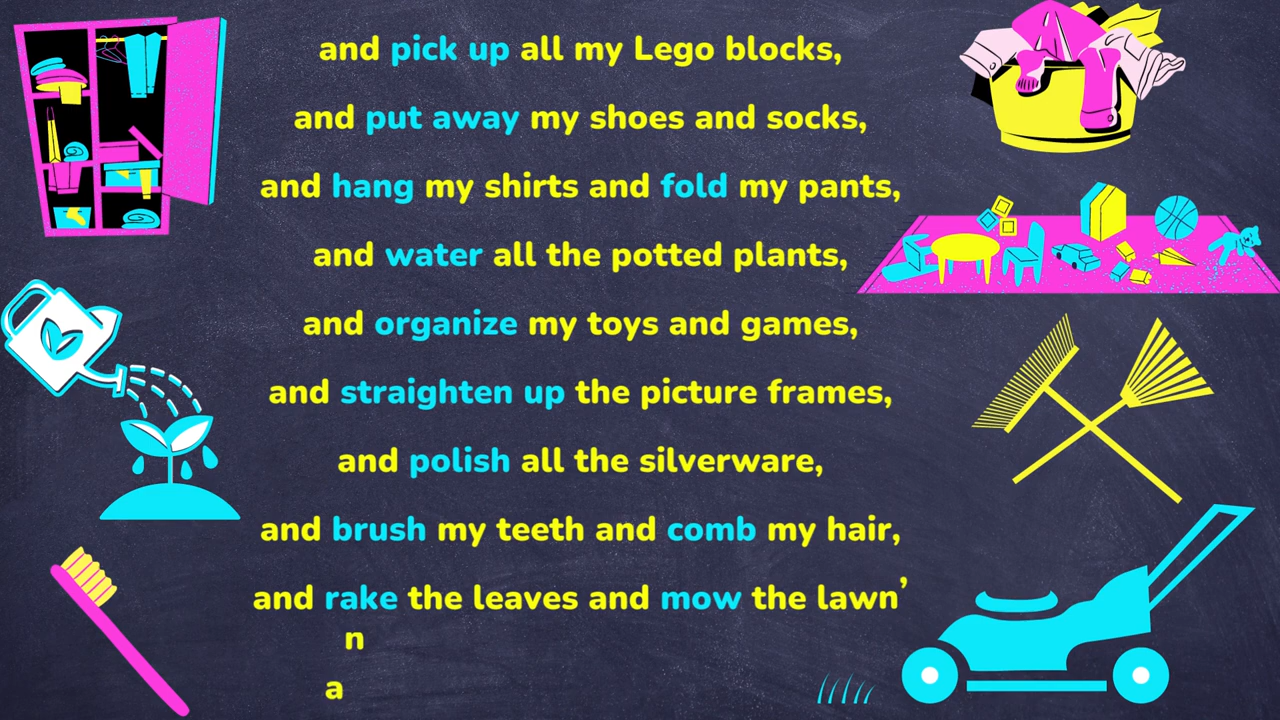 and pick up all my Lego blocks,
and put away my shoes and socks,
and hang my shirts and fold my pants,
and water all the potted plants,
and organize my toys and games,
and straighten up the picture frames,
and polish all the silverware,
and brush my teeth and comb my hair,
and rake the leaves and mow the lawn’
n
a